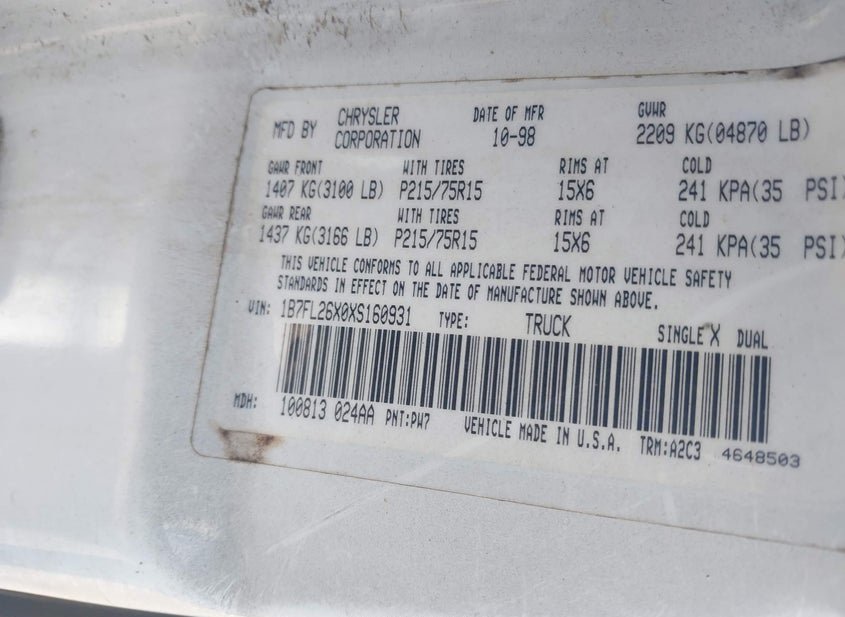 MFD BY CHRYSLER CORPORATION DATE OF MFR 10-98 GVWR 2209 KG(04870 LB)
GAWR FRONT WITH TIRES RIMS AT COLD
1407 KG(3100 LB) P215/75R15 15X6 241 KPA(35 PSI)
GAWR REAR WITH TIRES RIMS AT COLD
1437 KG(3166 LB) P215/75R15 15X6 241 KPA(35 PSI)
THIS VEHICLE CONFORMS TO ALL APPLICABLE FEDERAL MOTOR VEHICLE SAFETY
STANDARDS IN EFFECT ON THE DATE OF MANUFACTURE SHOWN ABOVE.
VIN: 1B7FL26X0XS160931 TYPE: TRUCK SINGLE X DUAL
MDH: 100813 024AA PNT:PW7 VEHICLE MADE IN U.S.A. TRM:A2C3 4648503